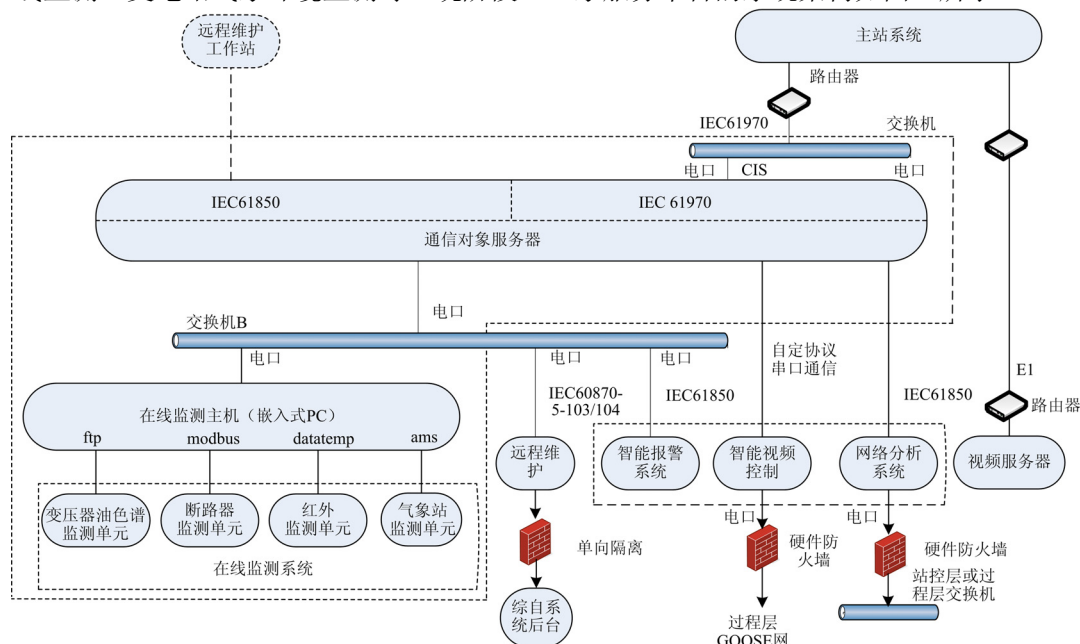 远程维护
工作站
主站系统
路由器
IEC61970
交换机
电口
CIS
电口
IEC61850
IEC 61970
通信对象服务器
电口
交换机B
电口
电口
电口
自定协议
串口通信
E1
IEC60870-
5-103/104
IEC61850
IEC61850
路由器
在线监测主机（嵌入式PC）
ftp
modbus
datatemp
ams
远程维
护
智能报警
系统
智能视频
控制
网络分析
系统
视频服务器
变压器油色谱
监测单元
断路器
监测单元
红外
监测单元
气象站
监测单元
在线监测系统
单向隔离
电口
硬件防
火墙
电口
硬件防火墙
站控层或过
程层交换机
综自系
统后台
过程层
GOOSE网